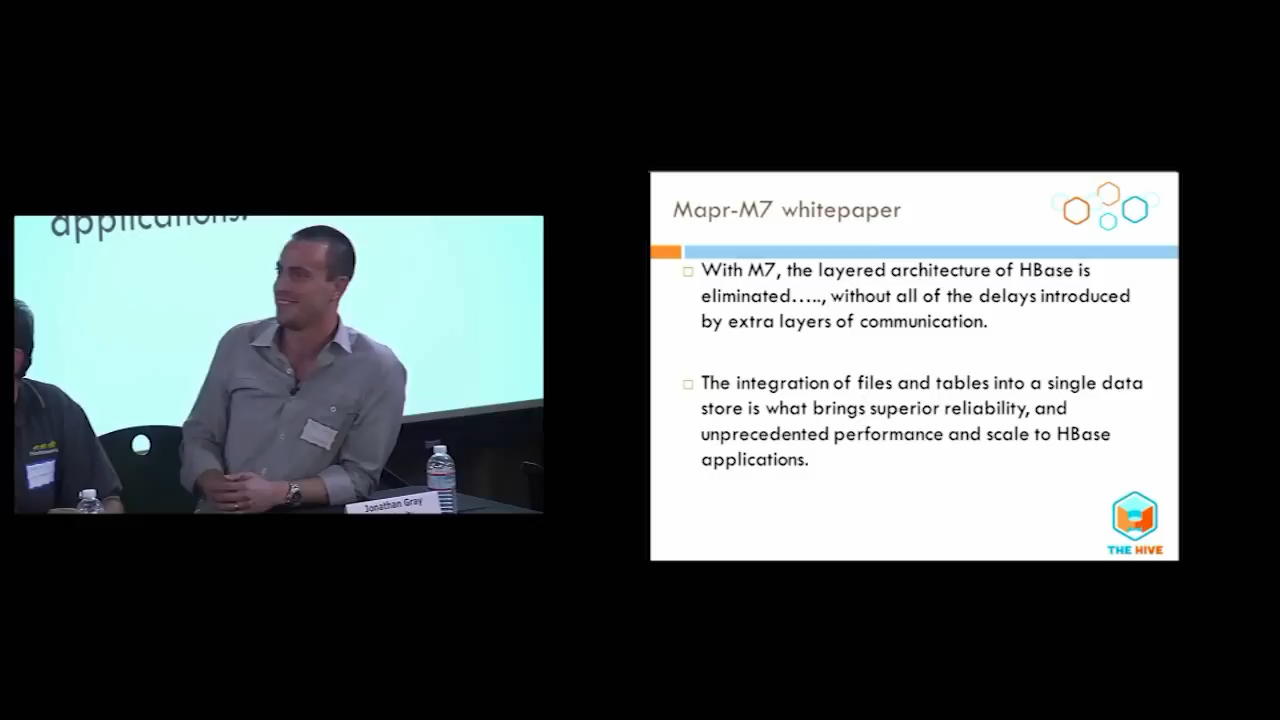 applications.
Jonathan Gray
Mapr-M7 whitepaper
With M7, the layered architecture of HBase is
eliminated….., without all of the delays introduced
by extra layers of communication.
The integration of files and tables into a single data
store is what brings superior reliability, and
unprecedented performance and scale to HBase
applications.
THE HIVE